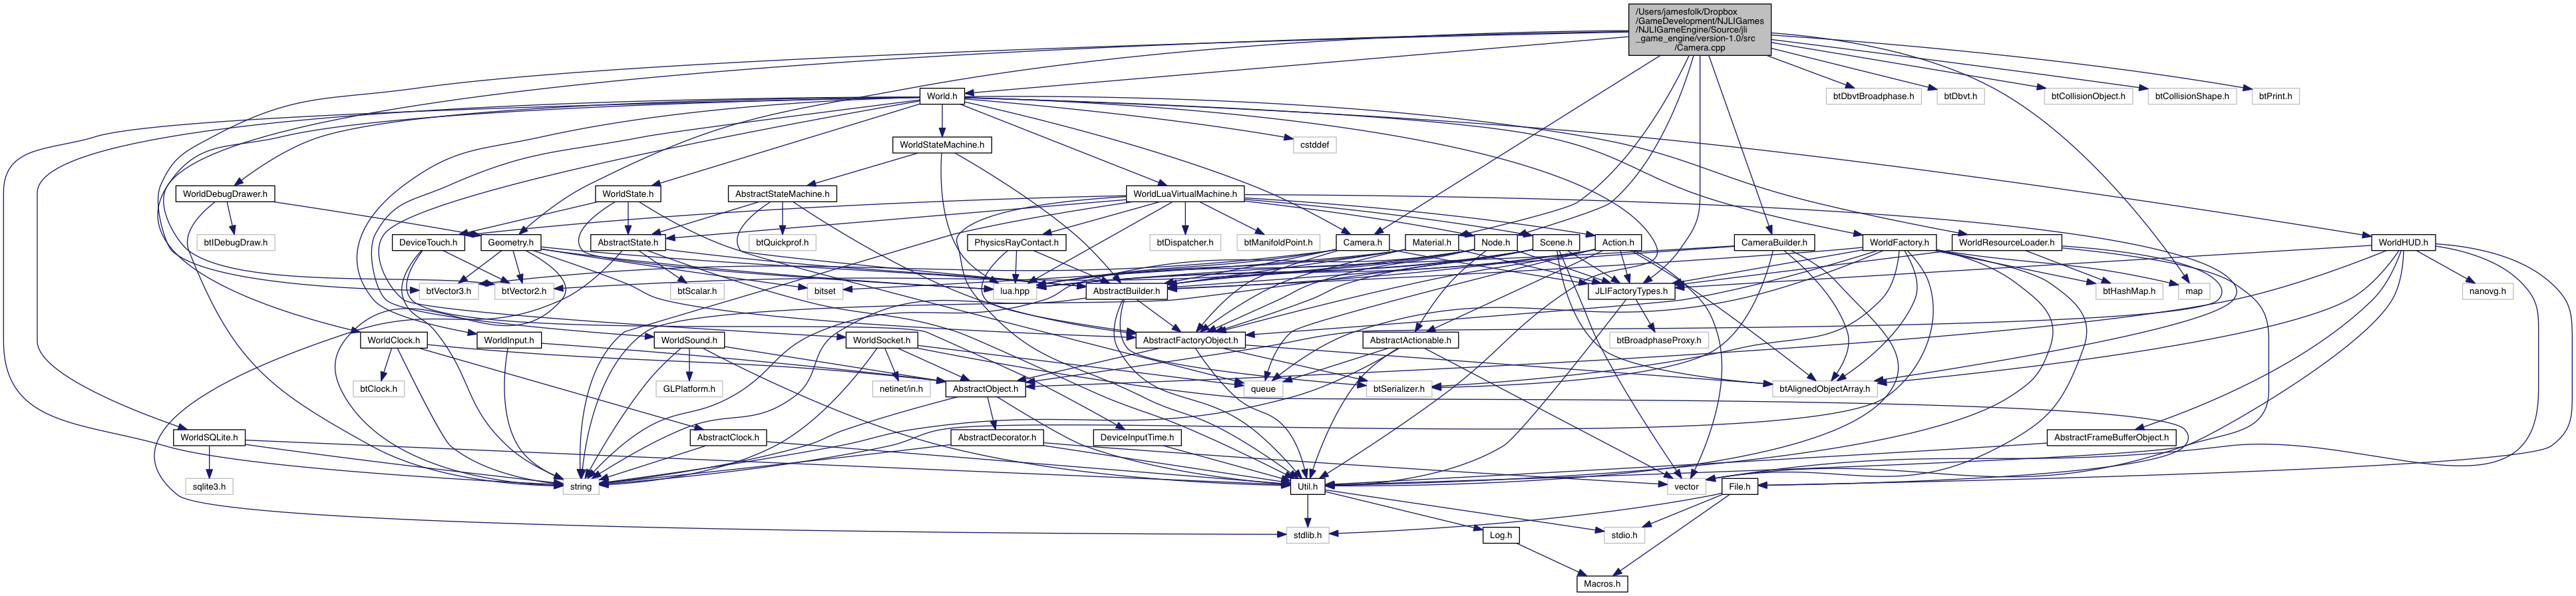 /Users/jamesfolk/Dropbox
/GameDevelopment/NJLIGames
/NJLIGameEngine/Source/jli
_game_engine/version-1.0/src
/Camera.cpp
World.h
btDbvtBroadphase.h
btDbvt.h
btCollisionObject.h
btCollisionShape.h
btPrint.h
WorldStateMachine.h
cstddef
WorldDebugDrawer.h
WorldState.h
AbstractStateMachine.h
WorldLuaVirtualMachine.h
btIDebugDraw.h
DeviceTouch.h
Geometry.h
AbstractState.h
btQuickprof.h
PhysicsRayContact.h
btDispatcher.h
btManifoldPoint.h
Camera.h
Material.h
Node.h
Scene.h
Action.h
CameraBuilder.h
WorldFactory.h
WorldResourceLoader.h
WorldHUD.h
btVector3.h
btVector2.h
btScalar.h
bitset
lua.hpp
AbstractBuilder.h
JLIFactoryTypes.h
btHashMap.h
map
nanovg.h
WorldClock.h
WorldInput.h
WorldSound.h
WorldSocket.h
AbstractFactoryObject.h
AbstractActionable.h
btBroadphaseProxy.h
btClock.h
GLPlatform.h
netinet/in.h
AbstractObject.h
queue
btSerializer.h
btAlignedObjectArray.h
WorldSQLite.h
AbstractClock.h
AbstractDecorator.h
DeviceInputTime.h
AbstractFrameBufferObject.h
sqlite3.h
string
Util.h
vector
File.h
stdlib.h
Log.h
stdio.h
Macros.h